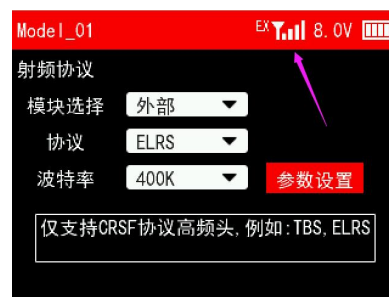 Model_01 EX 8.0V
射频协议
模块选择 外部
协议 ELRS
波特率 400K 参数设置
仅支持CRSF协议高频头,例如:TBS, ELRS